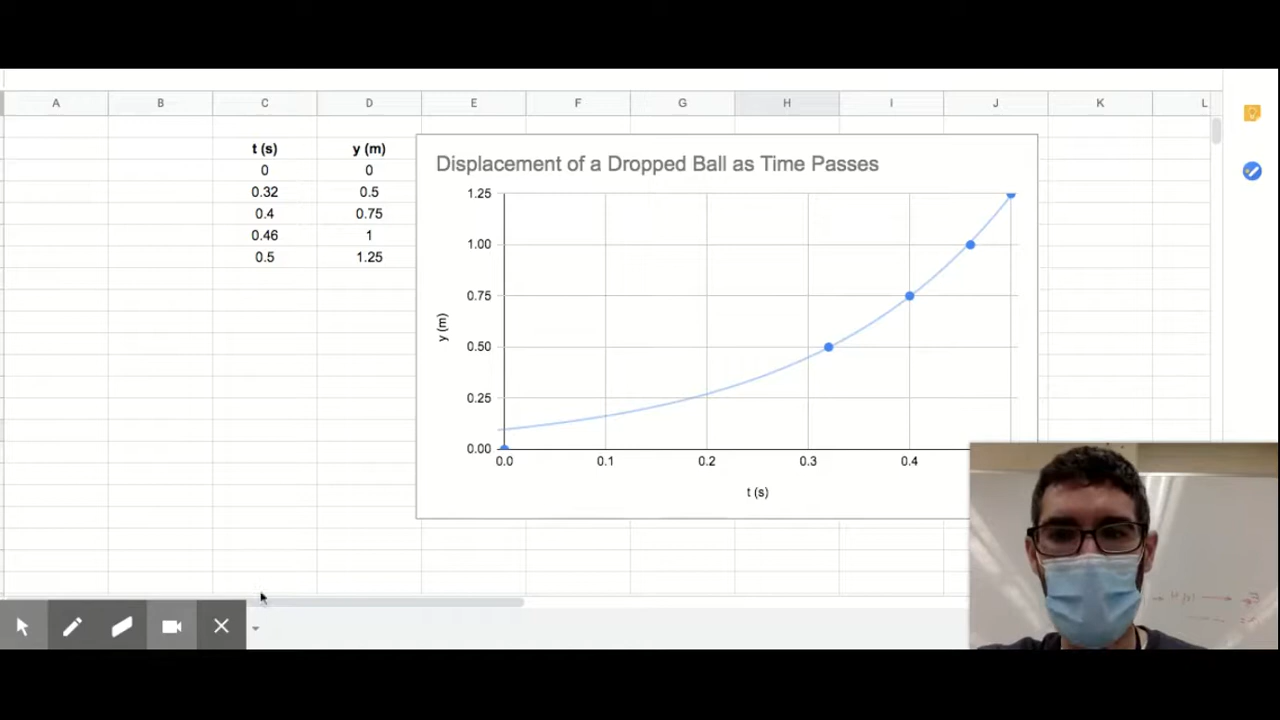 A B C D E F G H I J K L
t (s) y (m)
0 0
0.32 0.5
0.4 0.75
0.46 1
0.5 1.25
Displacement of a Dropped Ball as Time Passes
1.25
1.00
0.75
0.50
0.25
0.00
y (m)
0.0 0.1 0.2 0.3 0.4
t (s)